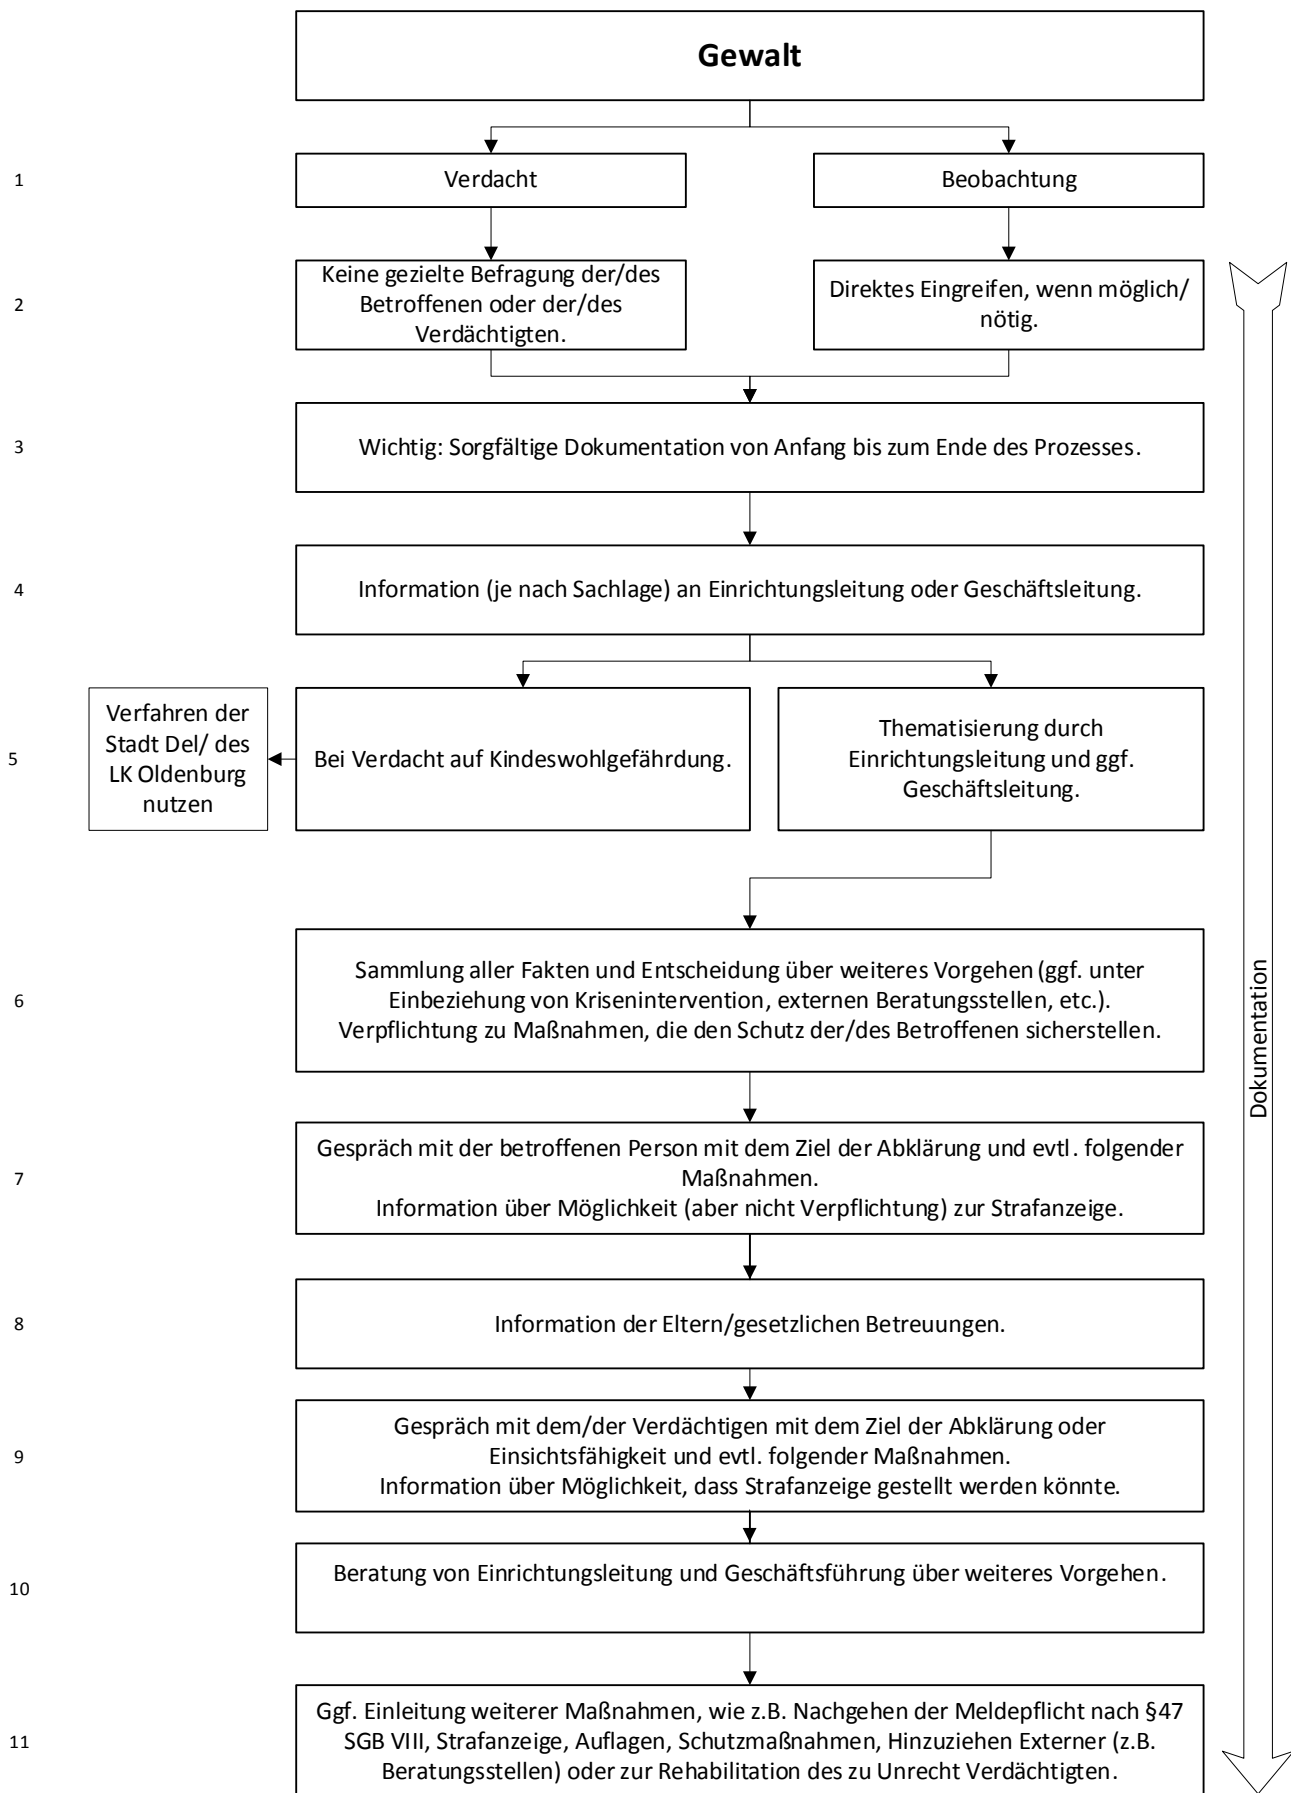 Gewalt
1
Verdacht
Beobachtung
2
Keine gezielte Befragung der/des
Betroffenen oder der/des
Verdächtigten.
Direktes Eingreifen, wenn möglich/
nötig.
3
Wichtig: Sorgfältige Dokumentation von Anfang bis zum Ende des Prozesses.
4
Information (je nach Sachlage) an Einrichtungsleitung oder Geschäftsleitung.
5
Verfahren der
Stadt Del/ des
LK Oldenburg
nutzen
Bei Verdacht auf Kindeswohlgefährdung.
Thematisierung durch
Einrichtungsleitung und ggf.
Geschäftsleitung.
6
Sammlung aller Fakten und Entscheidung über weiteres Vorgehen (ggf. unter
Einbeziehung von Krisenintervention, externen Beratungsstellen, etc.).
Verpflichtung zu Maßnahmen, die den Schutz der/des Betroffenen sicherstellen.
7
Gespräch mit der betroffenen Person mit dem Ziel der Abklärung und evtl. folgender
Maßnahmen.
Information über Möglichkeit (aber nicht Verpflichtung) zur Strafanzeige.
8
Information der Eltern/gesetzlichen Betreuungen.
9
Gespräch mit dem/der Verdächtigen mit dem Ziel der Abklärung oder
Einsichtsfähigkeit und evtl. folgender Maßnahmen.
Information über Möglichkeit, dass Strafanzeige gestellt werden könnte.
10
Beratung von Einrichtungsleitung und Geschäftsführung über weiteres Vorgehen.
11
Ggf. Einleitung weiterer Maßnahmen, wie z.B. Nachgehen der Meldepflicht nach §47
SGB VIII, Strafanzeige, Auflagen, Schutzmaßnahmen, Hinzuziehen Externer (z.B.
Beratungsstellen) oder zur Rehabilitation des zu Unrecht Verdächtigten.
Dokumentation